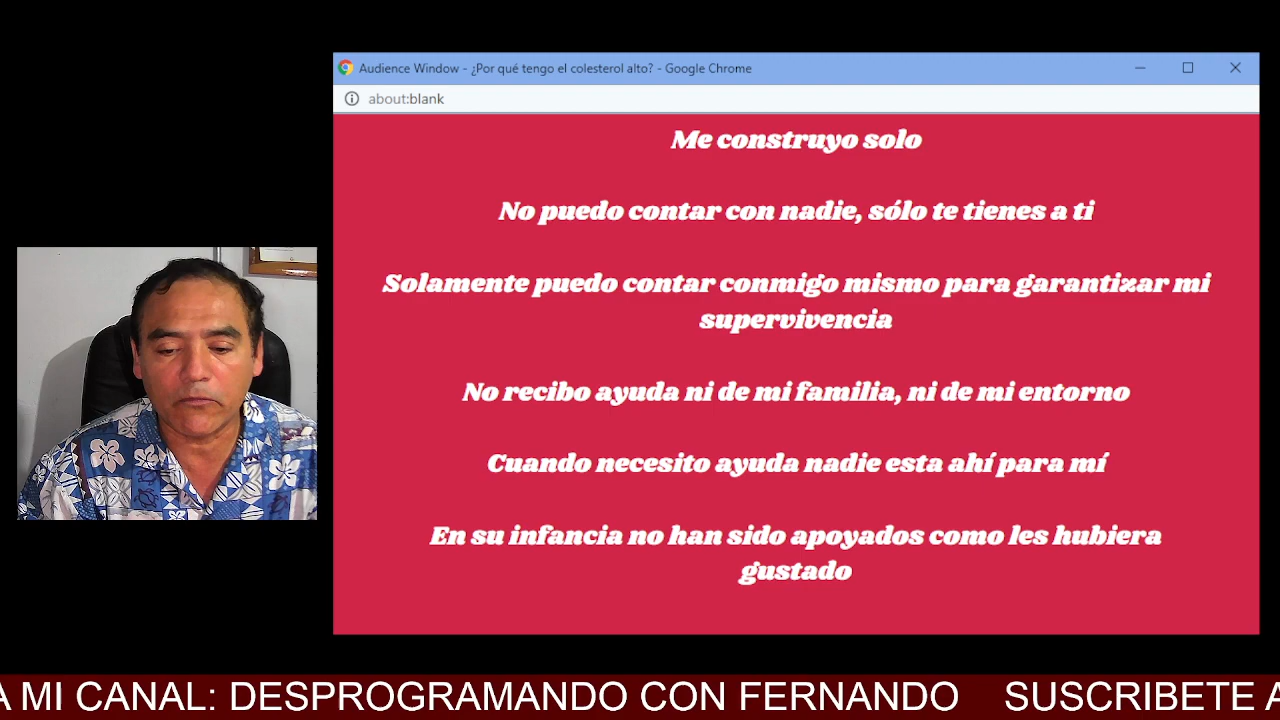 Audience Window - ¿Por qué tengo el colesterol alto? - Google Chrome
about:blank
Me construyo solo
No puedo contar con nadie, sólo te tienes a ti
Solamente puedo contar conmigo mismo para garantizar mi
supervivencia
No recibo ayuda ni de mi familia, ni de mi entorno
Cuando necesito ayuda nadie esta ahí para mí
En su infancia no han sido apoyados como les hubiera
gustado
A MI CANAL: DESPROGRAMANDO CON FERNANDO SUSCRIBETE A